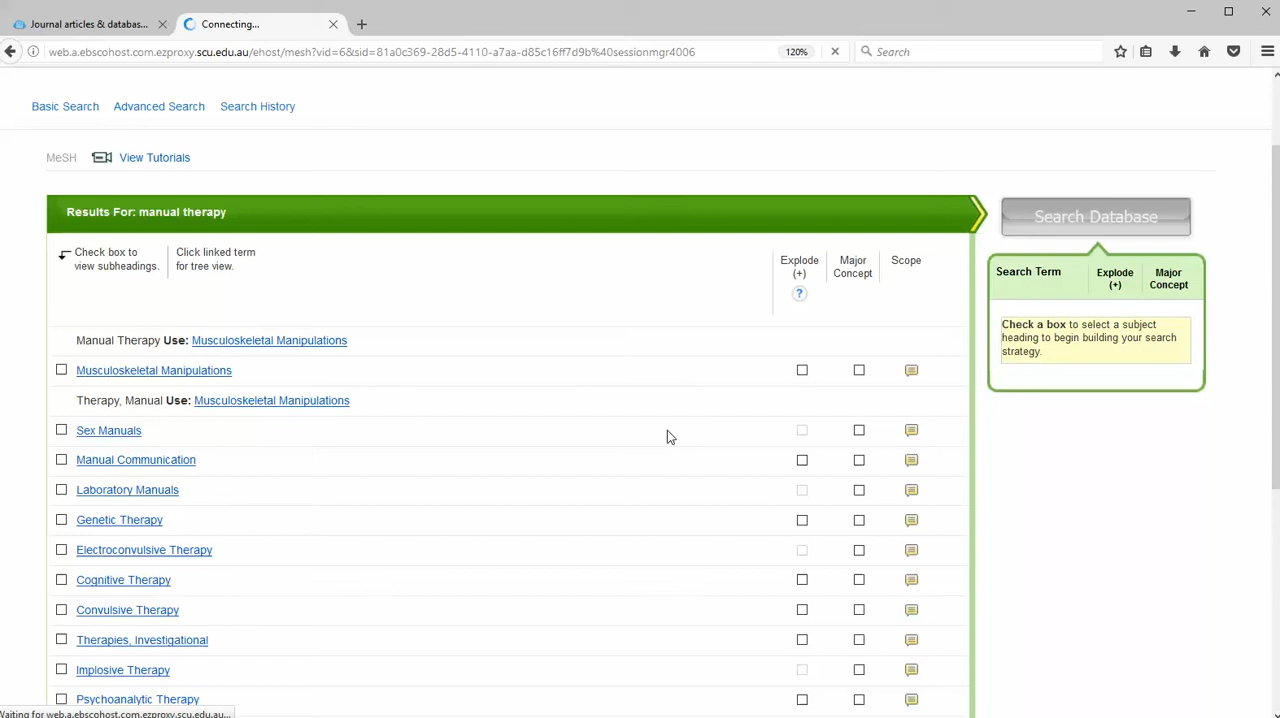 Journal articles & databas...
Connecting...
web.a.ebscohost.com.ezproxy.scu.edu.au/ehost/mesh?vid=6&sid=81a0c369-28d5-4110-a7aa-d85c16ff7d9b%40sessionmgr4006
120%
Search
Basic Search
Advanced Search
Search History
MeSH
View Tutorials
Results For: manual therapy
Search Database
Check box to
view subheadings.
Click linked term
for tree view.
Explode
(+)
?
Major
Concept
Scope
Search Term
Explode
(+)
Major
Concept
Check a box to select a subject
heading to begin building your search
strategy.
Manual Therapy Use: Musculoskeletal Manipulations
Musculoskeletal Manipulations
Therapy, Manual Use: Musculoskeletal Manipulations
Sex Manuals
Manual Communication
Laboratory Manuals
Genetic Therapy
Electroconvulsive Therapy
Cognitive Therapy
Convulsive Therapy
Therapies, Investigational
Implosive Therapy
Psychoanalytic Therapy
Waiting for web.a.ebscohost.com.ezproxy.scu.edu.au...